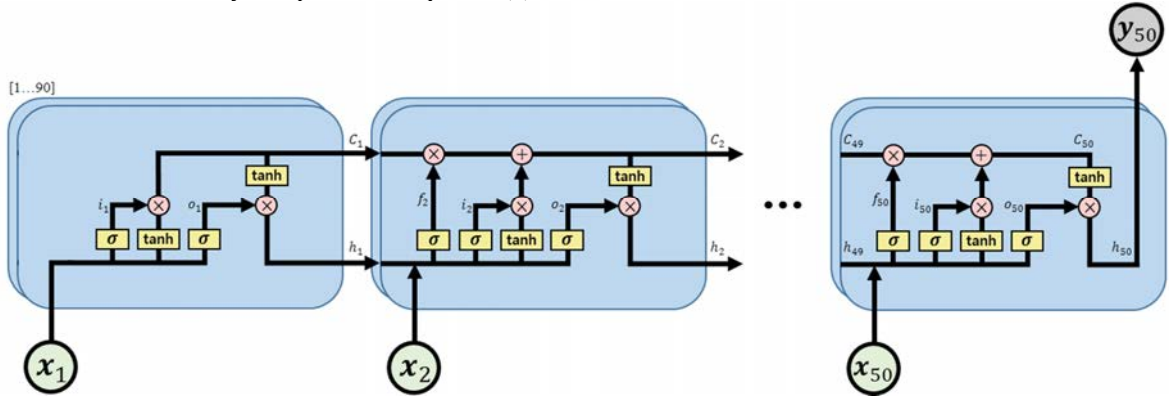 y₅₀
[1...90]
C₁
C₂
C₄₉
C₅₀
tanh
tanh
tanh
i₁
o₁
f₂
i₂
o₂
f₅₀
i₅₀
o₅₀
σ tanh σ
σ σ tanh σ
σ σ tanh σ
h₁
h₂
h₄₉
h₅₀
x₁
x₂
x₅₀